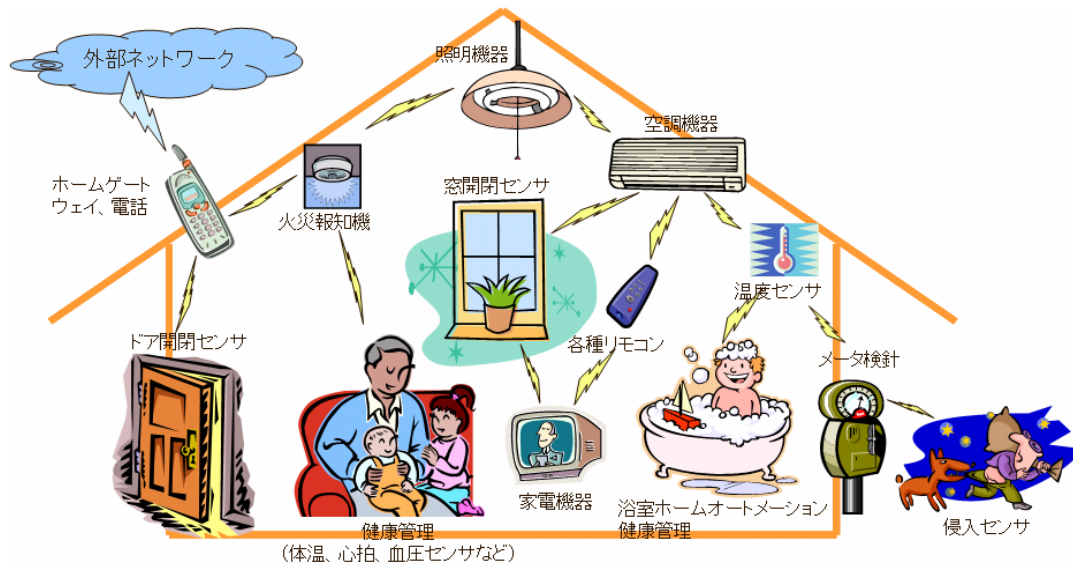 外部ネットワーク
照明機器
空調機器
ホームゲート
ウェイ、電話
火災報知機
窓開閉センサ
温度センサ
ドア開閉センサ
各種リモコン
メータ検針
家電機器
浴室ホームオートメーション
健康管理
侵入センサ
健康管理
(体温、心拍、血圧センサなど)